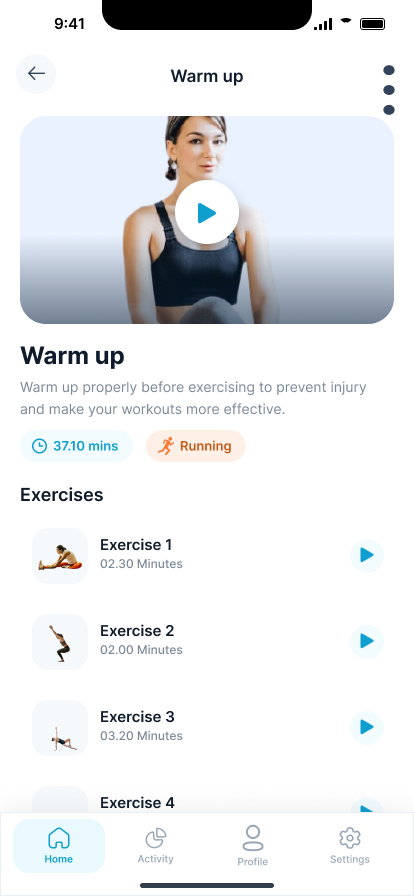 9:41
Warm up
Warm up
Warm up properly before exercising to prevent injury
and make your workouts more effective.
37.10 mins
Running
Exercises
Exercise 1
02.30 Minutes
Exercise 2
02.00 Minutes
Exercise 3
03.20 Minutes
Exercise 4
Home
Activity
Profile
Settings